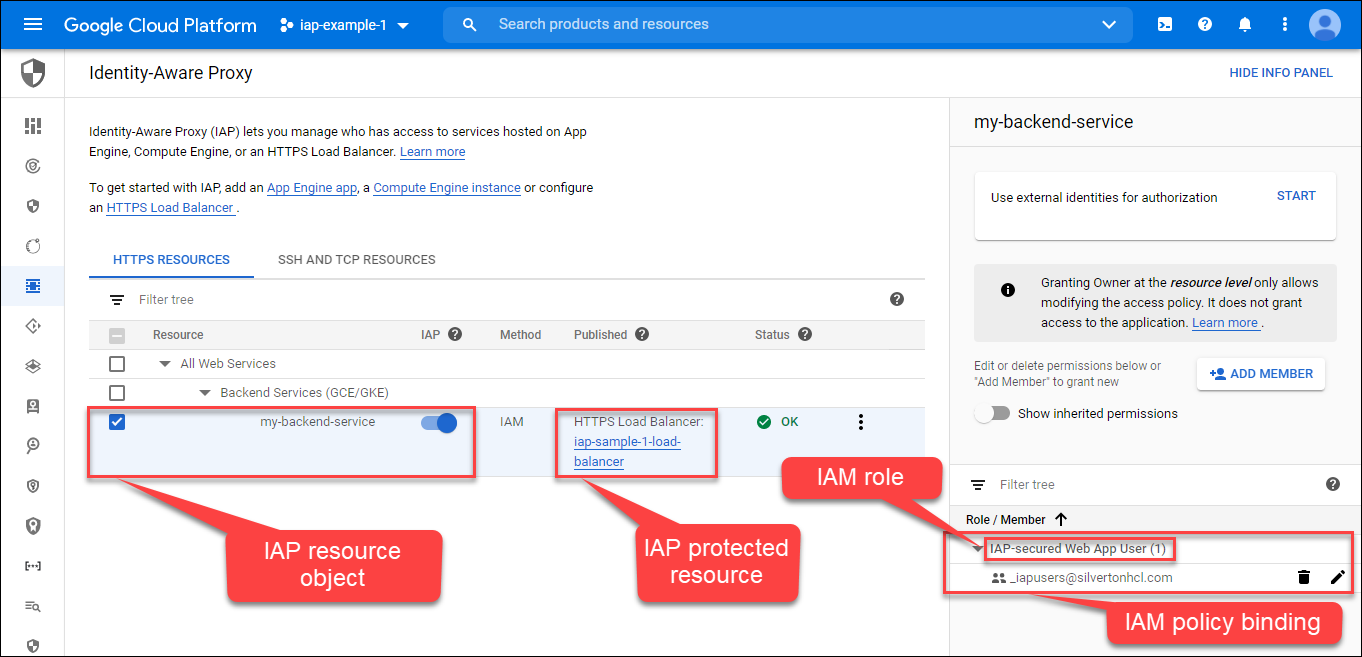 Google Cloud Platform
iap-example-1
Search products and resources
Identity-Aware Proxy
HIDE INFO PANEL
Identity-Aware Proxy (IAP) lets you manage who has access to services hosted on App
Engine, Compute Engine, or an HTTPS Load Balancer. Learn more
To get started with IAP, add an App Engine app, a Compute Engine instance or configure
an HTTPS Load Balancer .
HTTPS RESOURCES
SSH AND TCP RESOURCES
Filter tree
Resource
IAP
Method
Published
Status
All Web Services
Backend Services (GCE/GKE)
my-backend-service
IAM
HTTPS Load Balancer:
iap-sample-1-load-
balancer
OK
IAP resource
object
IAP protected
resource
my-backend-service
Use external identities for authorization
START
Granting Owner at the resource level only allows
modifying the access policy. It does not grant
access to the application. Learn more .
Edit or delete permissions below or
"Add Member" to grant new
ADD MEMBER
Show inherited permissions
IAM role
Filter tree
Role / Member
IAP-secured Web App User (1)
_iapusers@silvertonhcl.com
IAM policy binding